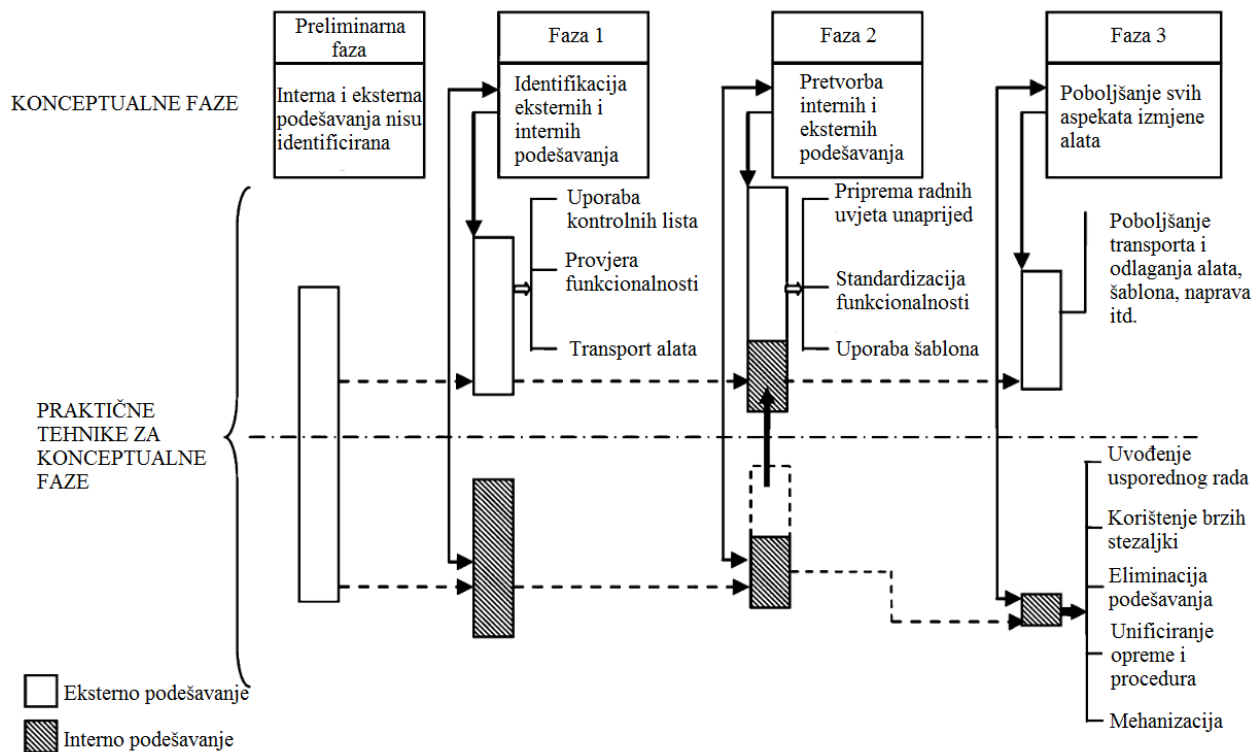 Preliminarna
faza
Interna i eksterna
podešavanja nisu
identificirana
Faza 1
Identifikacija
eksternih i
internih
podešavanja
Faza 2
Pretvorba
internih i
eksternih
podešavanja
Faza 3
Poboljšanje svih
aspekata izmjene
alata
KONCEPTUALNE FAZE
Uporaba
kontrolnih lista
Provjera
funkcionalnosti
Transport alata
Priprema radnih
uvjeta unaprijed
Standardizacija
funkcionalnosti
Uporaba šablona
Poboljšanje
transporta i
odlaganja alata,
šablona, naprava
itd.
PRAKTIČNE
TEHNIKE ZA
KONCEPTUALNE
FAZE
Uvođenje
usporednog rada
Korištenje brzih
stezaljki
Eliminacija
podešavanja
Unificiranje
opreme i
procedura
Mehanizacija
Eksterno podešavanje
Interno podešavanje